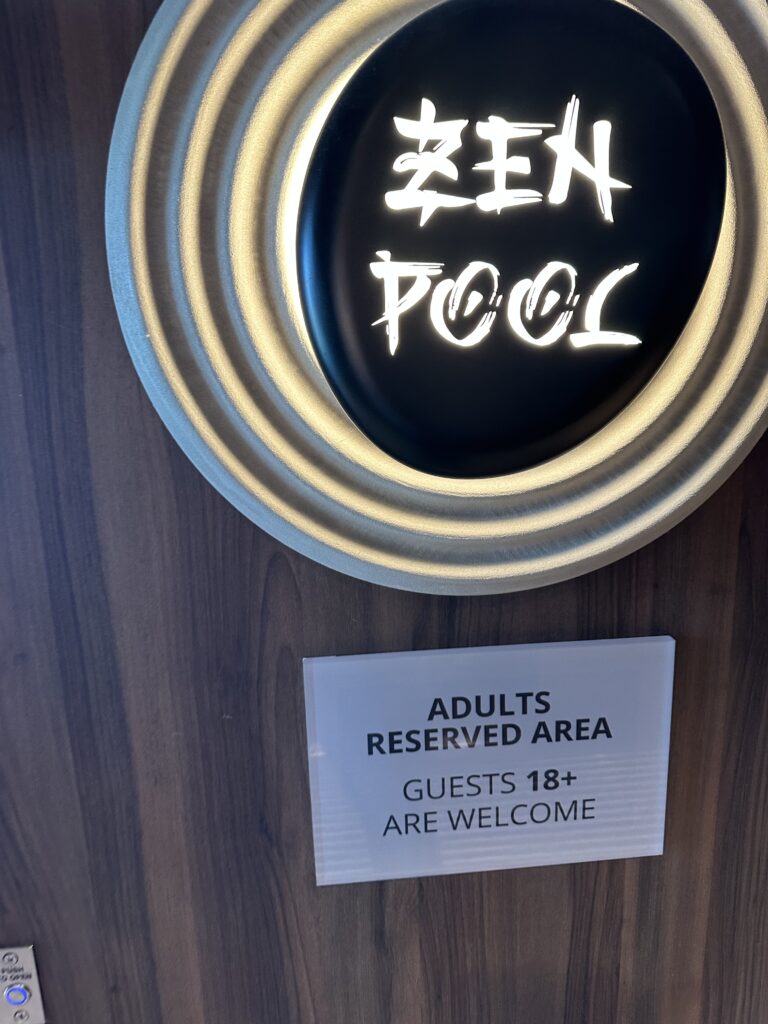 ZEN
POOL
ADULTS
RESERVED AREA
GUESTS 18+
ARE WELCOME